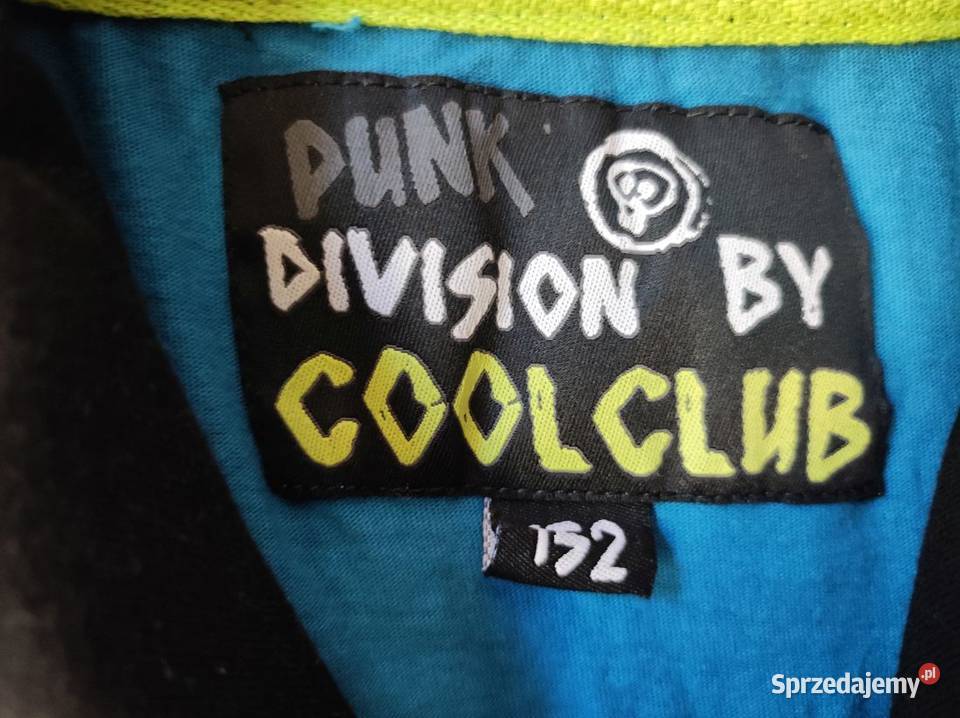 PUNK
DIVISION BY
COOLCLUB
152
Sprzedajemy.pl